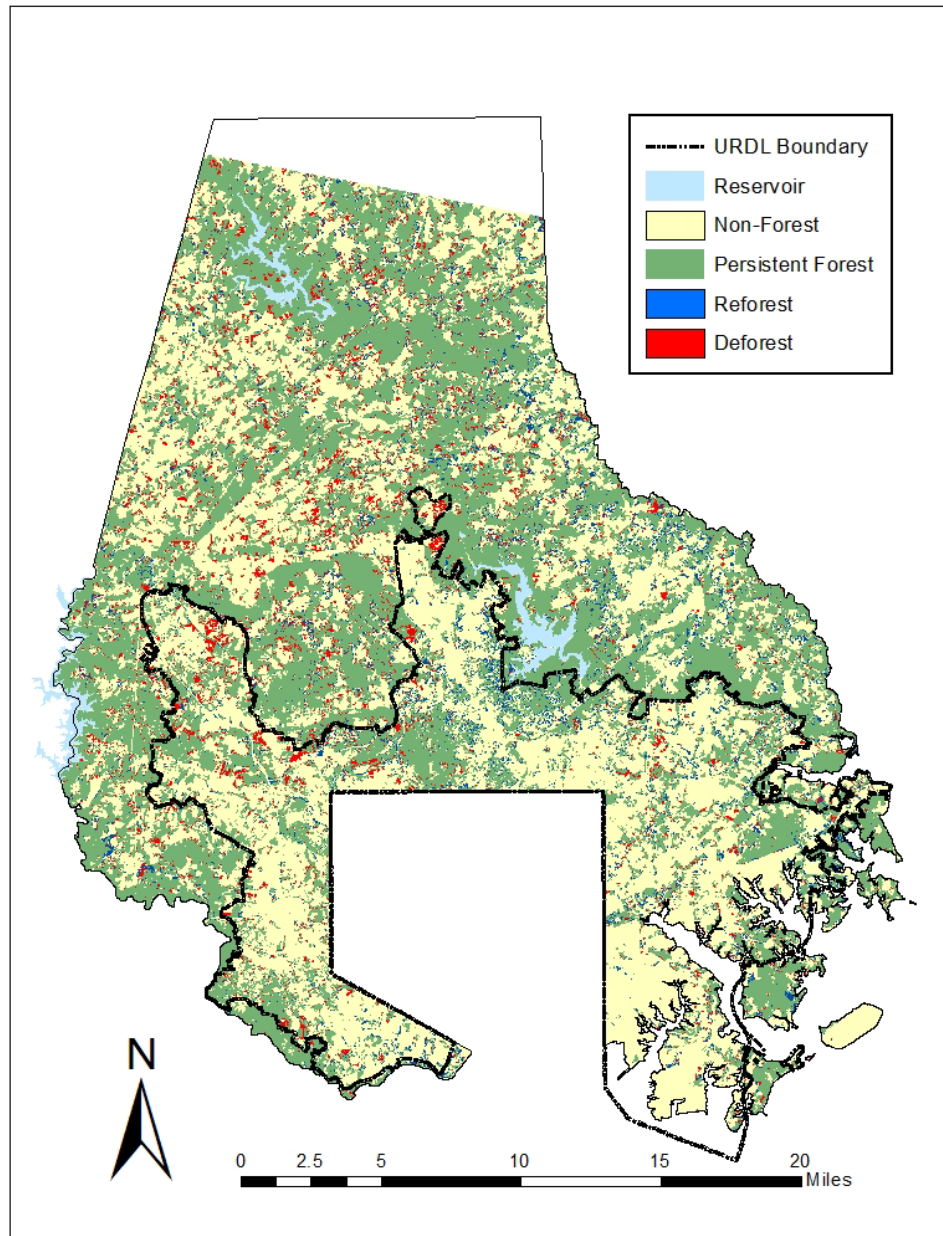 URDL Boundary
Reservoir
Non-Forest
Persistent Forest
Reforest
Deforest
N
0 2.5 5 10 15 20
Miles